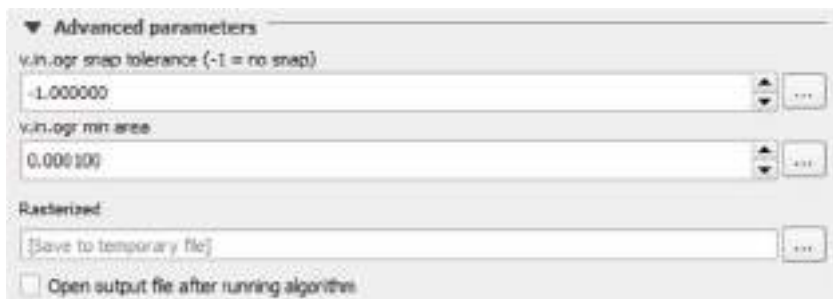 Advanced parameters
v.in.ogr snap tolerance (-1 = no snap)
-1.000000
...
v.in.ogr min area
0.000100
...
Rasterized
[Save to temporary file]
...
Open output file after running algorithm